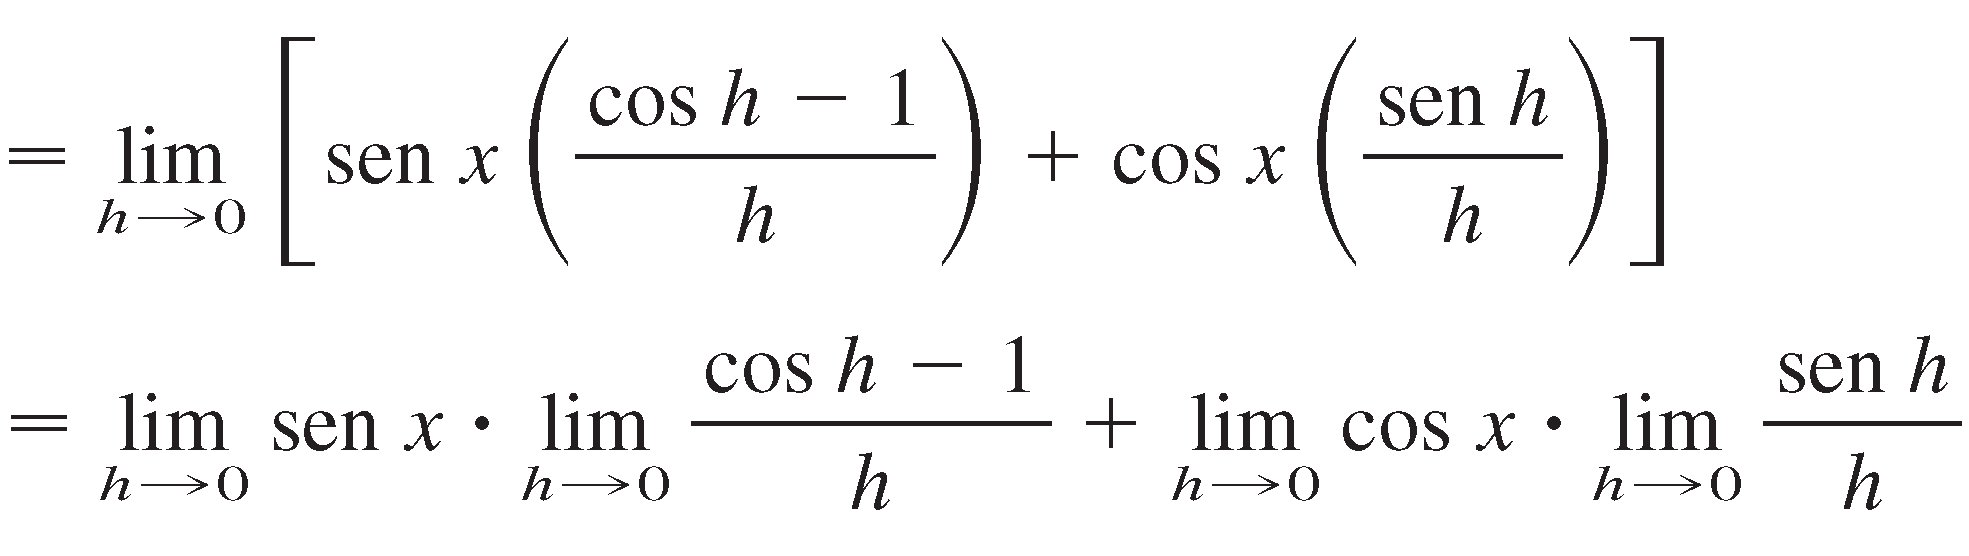 = lim_{h→0} [ sen x ( (cos h − 1) / h ) + cos x ( (sen h) / h ) ]
= lim_{h→0} sen x · lim_{h→0} (cos h − 1) / h + lim_{h→0} cos x · lim_{h→0} (sen h) / h